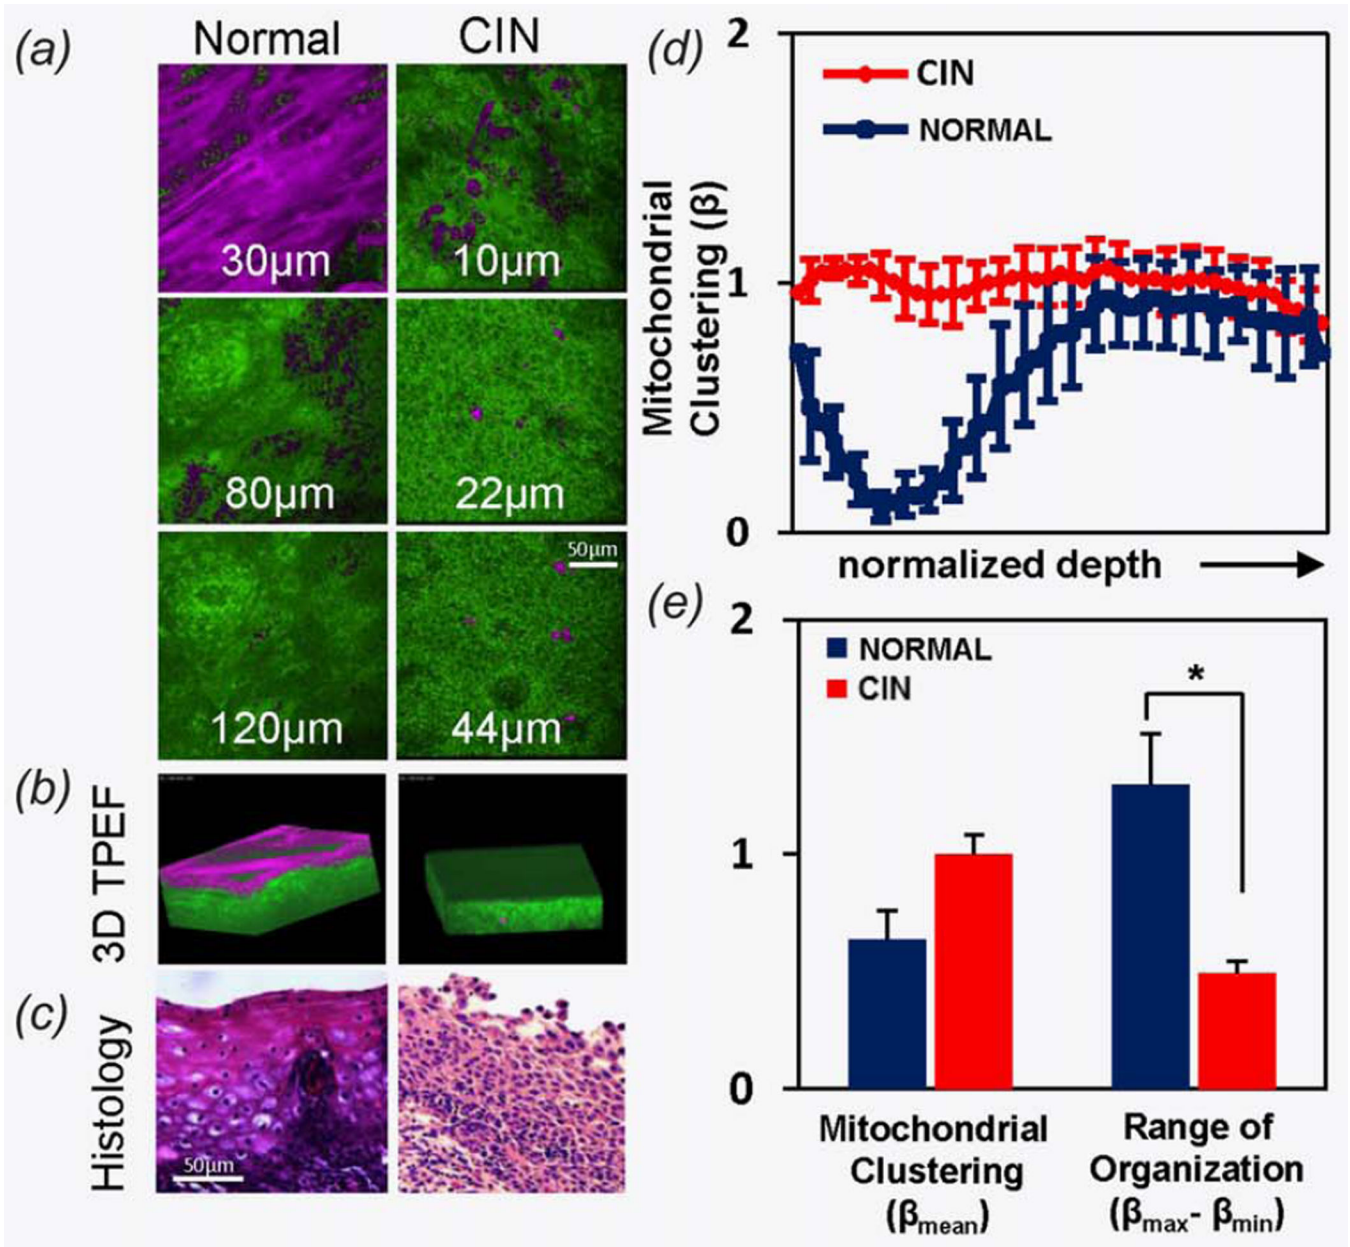 (a)
Normal
CIN
30µm
10µm
80µm
22µm
50µm
120µm
44µm
(b)
3D TPEF
(c)
Histology
50µm
(d)
2
1
0
Mitochondrial
Clustering (β)
CIN
NORMAL
normalized depth
(e)
2
1
0
NORMAL
CIN
*
Mitochondrial
Clustering
(βmean)
Range of
Organization
(βmax- βmin)